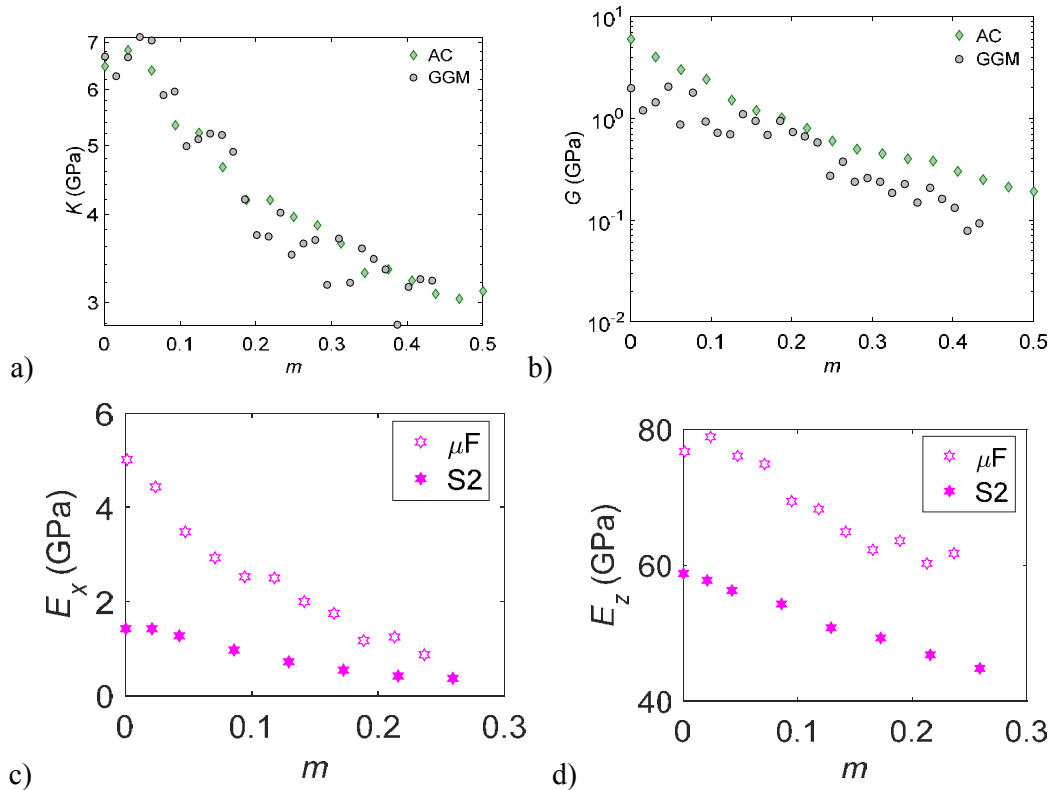 7
6
5
4
3
K (GPa)
AC
GGM
0 0.1 0.2 0.3 0.4 0.5
m
a)
10^1
10^0
10^-1
10^-2
G (GPa)
AC
GGM
0 0.1 0.2 0.3 0.4 0.5
m
b)
6
4
2
0
E_x (GPa)
μF
S2
0 0.1 0.2 0.3
m
c)
80
60
40
E_z (GPa)
μF
S2
0 0.1 0.2 0.3
m
d)